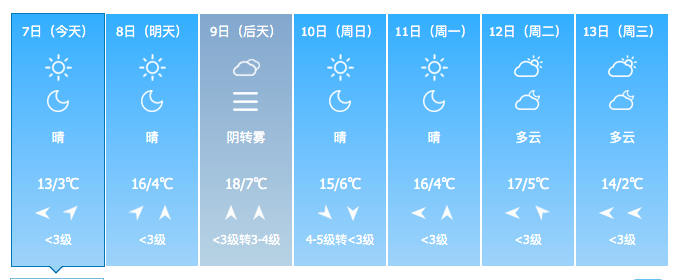 7日（今天） 8日（明天） 9日（后天） 10日（周日） 11日（周一） 12日（周二） 13日（周三）
晴 晴 阴转雾 晴 晴 多云 多云
13/3℃ 16/4℃ 18/7℃ 15/6℃ 16/4℃ 17/5℃ 14/2℃
<3级 <3级 <3级转3-4级 4-5级转<3级 <3级 <3级 <3级